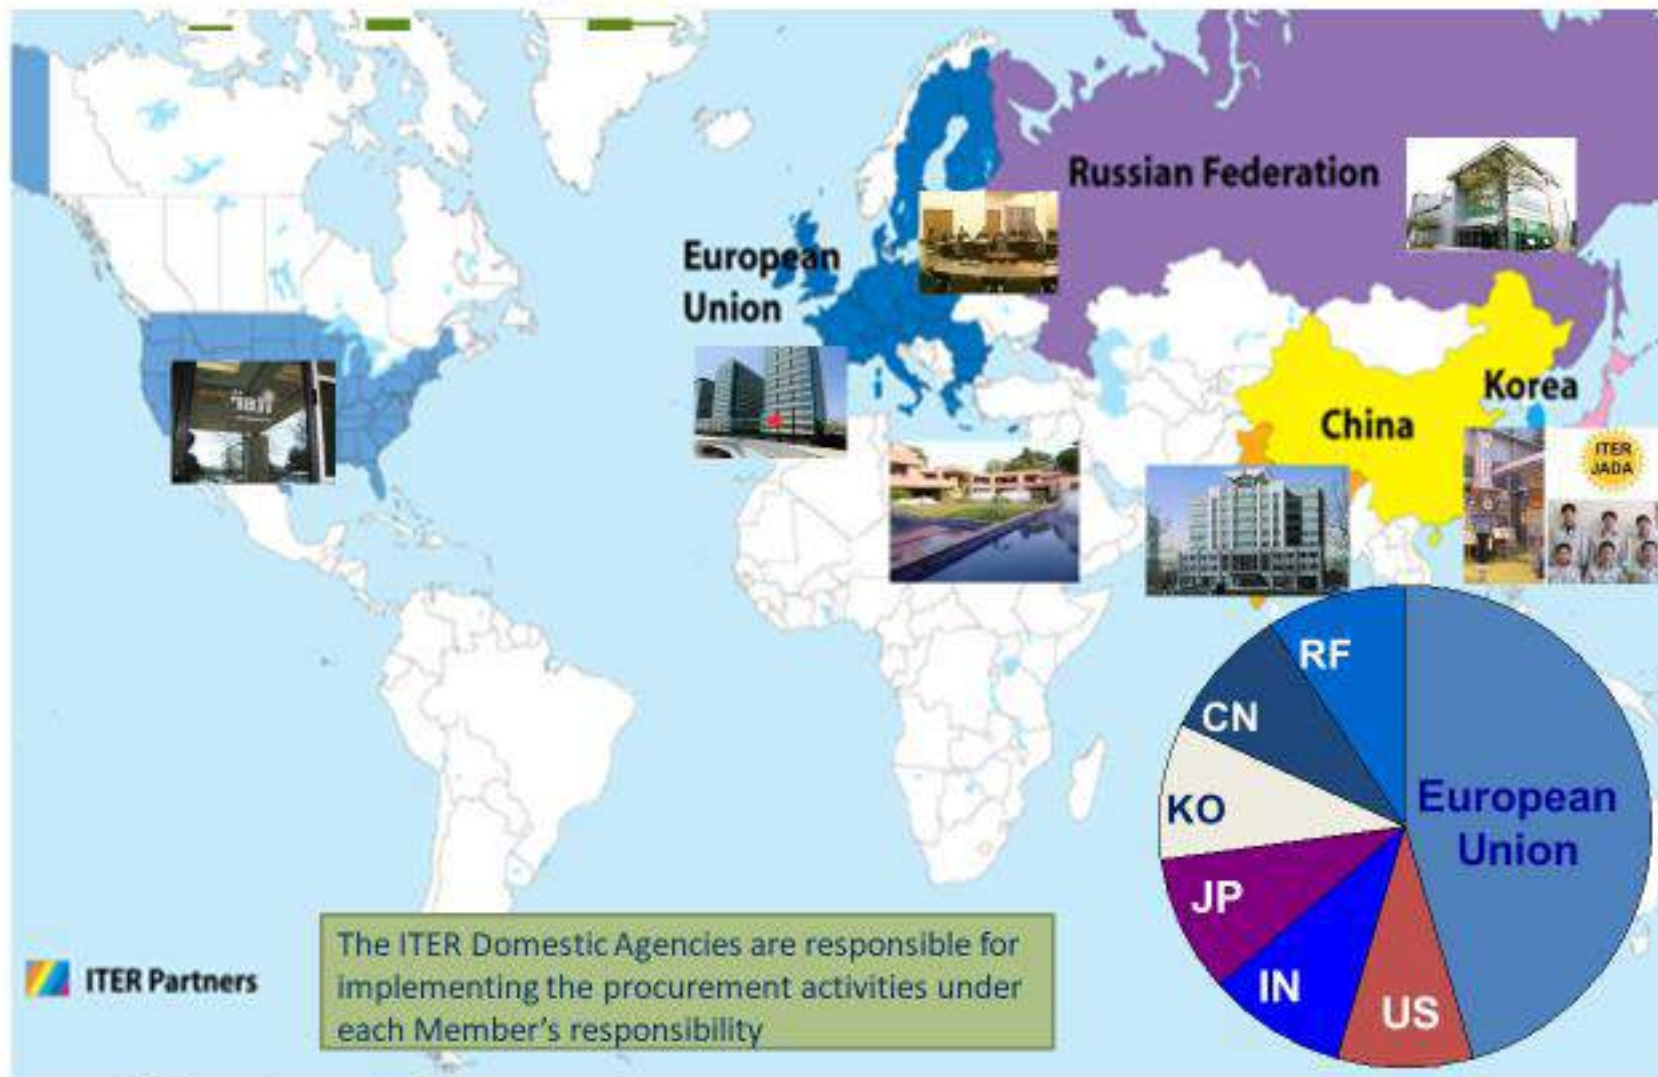 Russian Federation
European
Union
Korea
China
ITER
JADA
RF
CN
European
Union
KO
JP
IN
US
The ITER Domestic Agencies are responsible for
implementing the procurement activities under
each Member's responsibility
ITER Partners